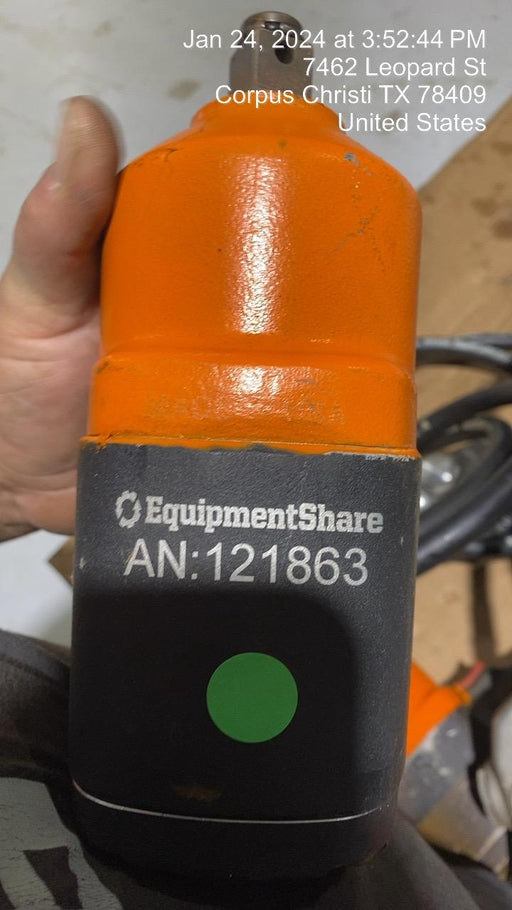 Jan 24, 2024 at 3:52:44 PM
7462 Leopard St
Corpus Christi TX 78409
United States
EquipmentShare
AN:121863